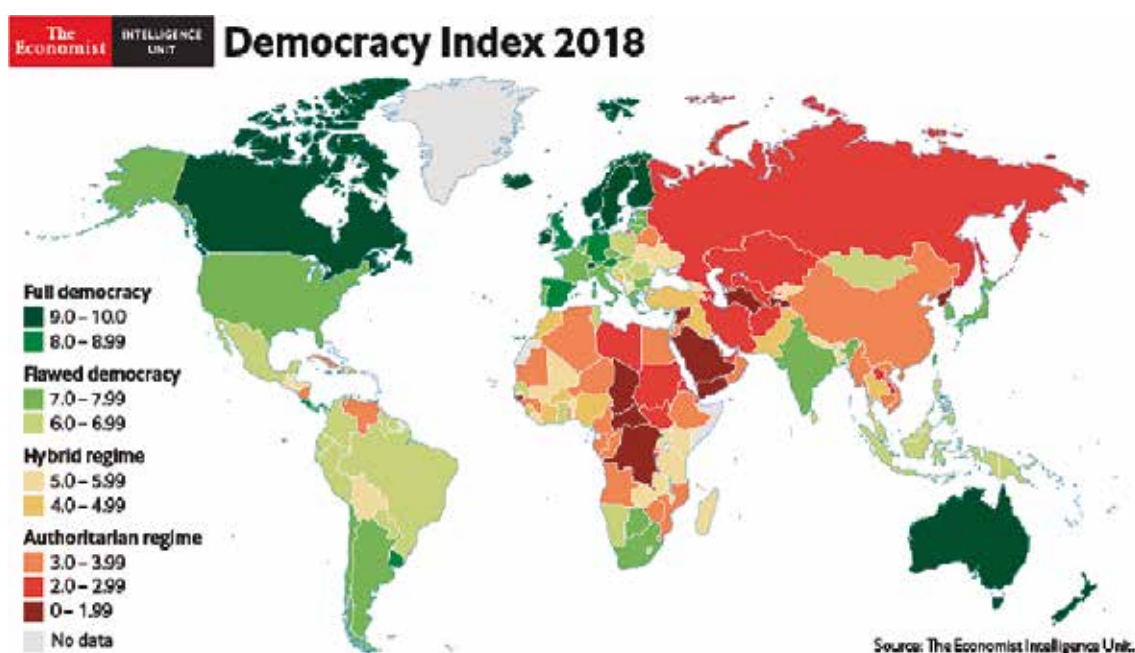 The
Economist
INTELLIGENCE
UNIT
Democracy Index 2018
Full democracy
9.0 – 10.0
8.0 – 8.99
Flawed democracy
7.0 – 7.99
6.0 – 6.99
Hybrid regime
5.0 – 5.99
4.0 – 4.99
Authoritarian regime
3.0 – 3.99
2.0 – 2.99
0 – 1.99
No data
Source: The Economist Intelligence Unit.